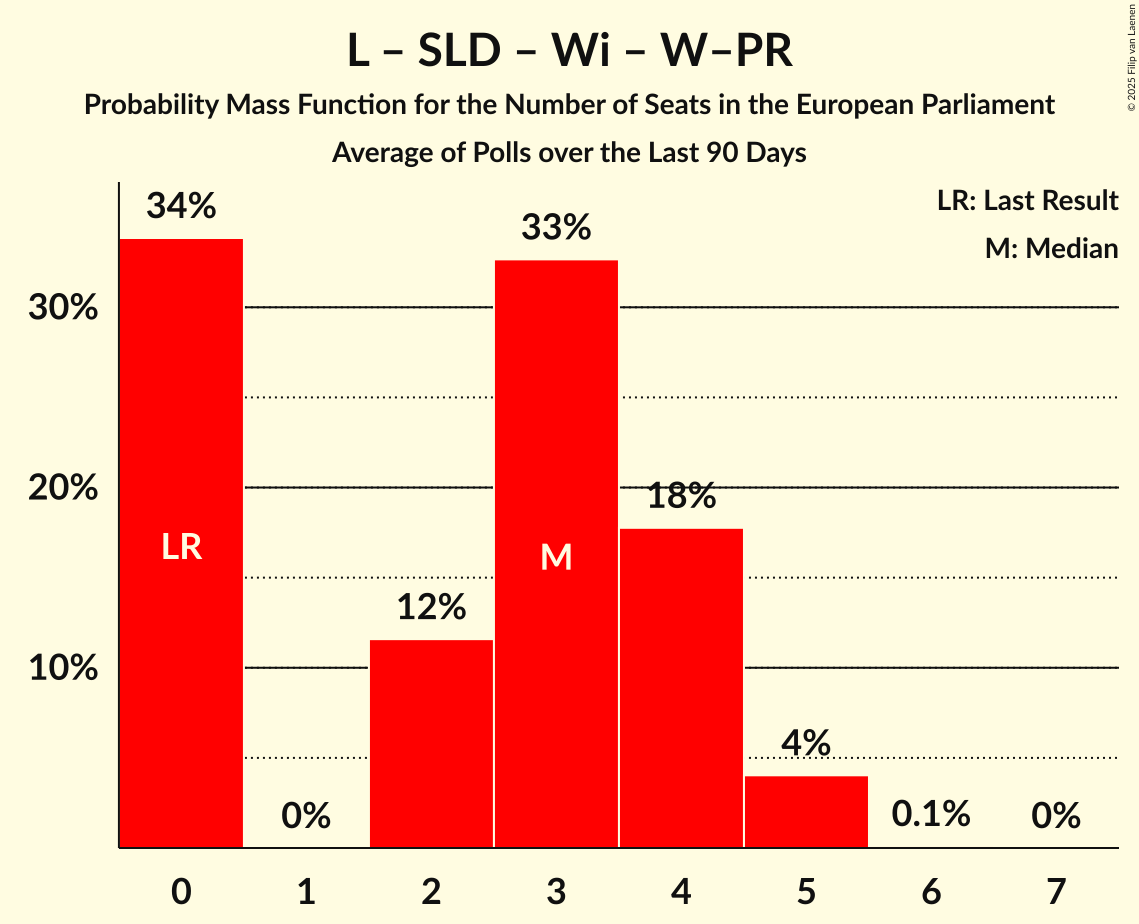 L – SLD – Wi – W–PR
Probability Mass Function for the Number of Seats in the European Parliament
Average of Polls over the Last 90 Days
© 2025 Filip van Laenen
LR: Last Result
M: Median
34%
33%
30%
20%
18%
LR
M
12%
10%
4%
0%
0.1%
0%
0 1 2 3 4 5 6 7